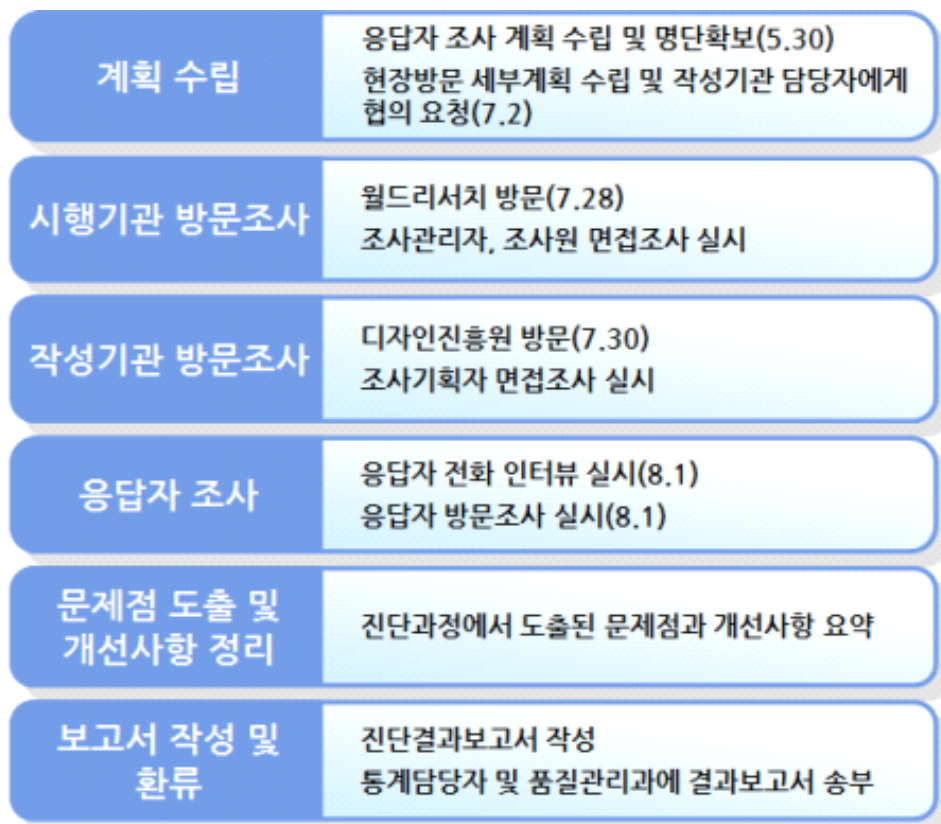 계획 수립
응답자 조사 계획 수립 및 명단확보(5.30)
현장방문 세부계획 수립 및 작성기관 담당자에게
협의 요청(7.2)
시행기관 방문조사
월드리서치 방문(7.28)
조사관리자, 조사원 면접조사 실시
작성기관 방문조사
디자인진흥원 방문(7.30)
조사기획자 면접조사 실시
응답자 조사
응답자 전화 인터뷰 실시(8.1)
응답자 방문조사 실시(8.1)
문제점 도출 및
개선사항 정리
진단과정에서 도출된 문제점과 개선사항 요약
보고서 작성 및
환류
진단결과보고서 작성
통계담당자 및 품질관리과에 결과보고서 송부